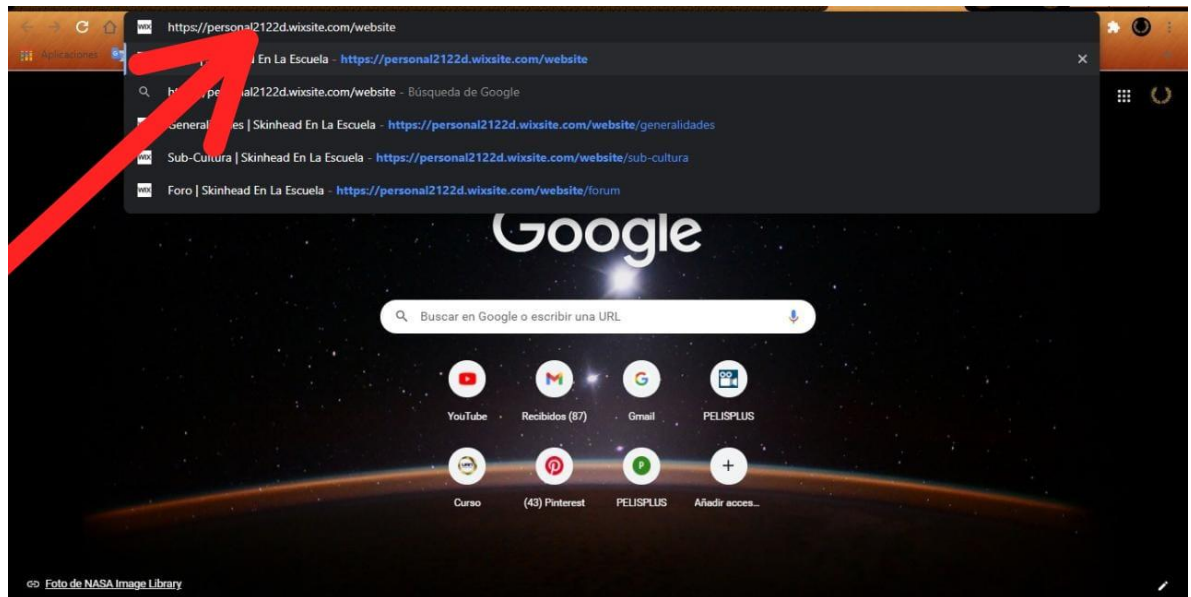 https://personal2122d.wixsite.com/website
En La Escuela - https://personal2122d.wixsite.com/website
2122d.wixsite.com/website - Búsqueda de Google
| Skinhead En La Escuela - https://personal2122d.wixsite.com/website/generalidades
Sub-Cultura | Skinhead En La Escuela - https://personal2122d.wixsite.com/website/sub-cultura
Foro | Skinhead En La Escuela - https://personal2122d.wixsite.com/website/forum
Aplicaciones
Google
Buscar en Google o escribir una URL
YouTube Recibidos (87) Gmail PELISPLUS
Curso (43) Pinterest PELISPLUS Añadir acces...
Foto de NASA Image Library